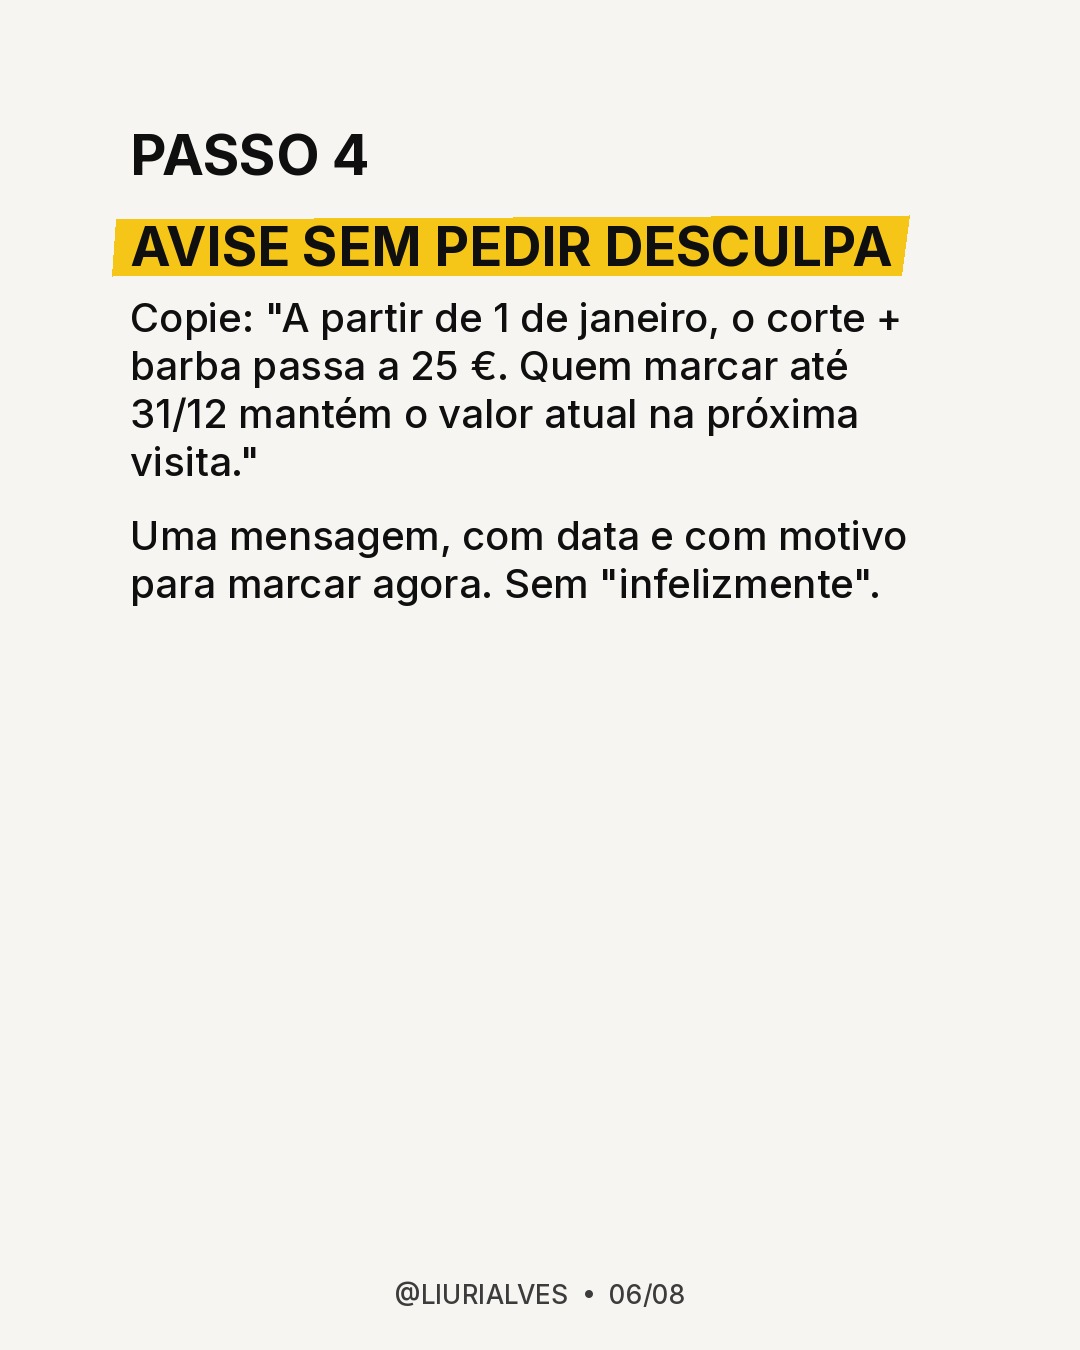 PASSO 4
AVISE SEM PEDIR DESCULPA
Copie: "A partir de 1 de janeiro, o corte +
barba passa a 25 €. Quem marcar até
31/12 mantém o valor atual na próxima
visita."
Uma mensagem, com data e com motivo
para marcar agora. Sem "infelizmente".
@LIURIALVES • 06/08